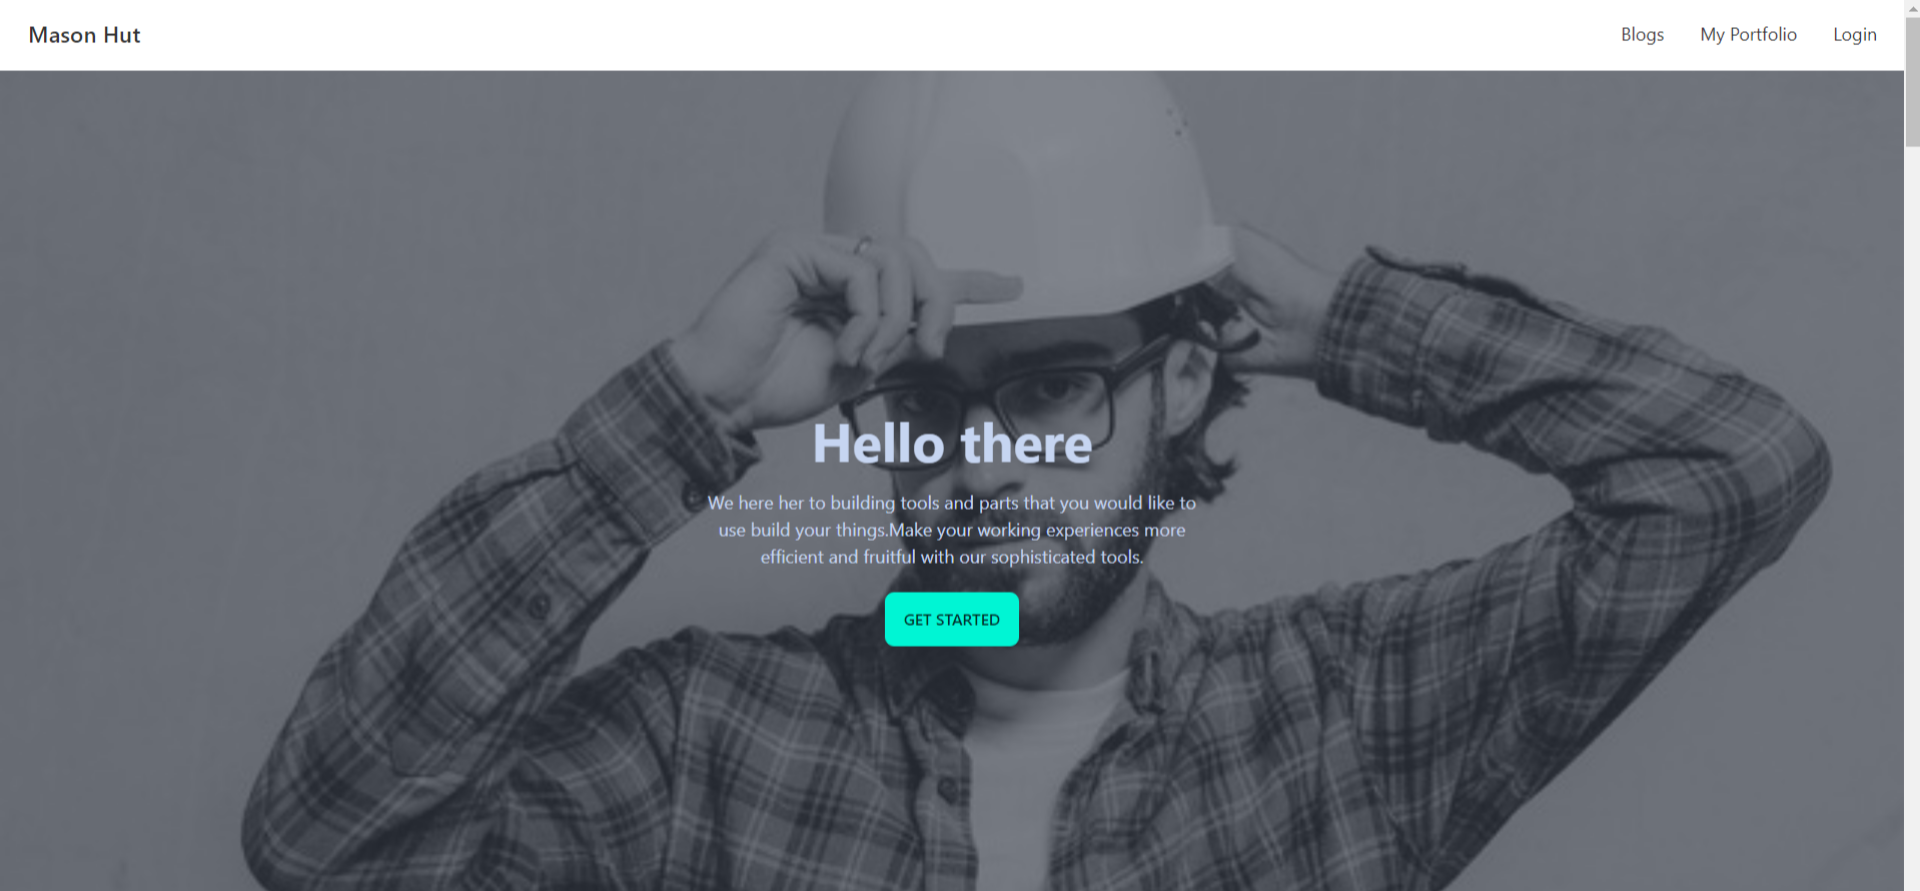 Mason Hut
Blogs
My Portfolio
Login
Hello there
We here her to building tools and parts that you would like to
use build your things.Make your working experiences more
efficient and fruitful with our sophisticated tools.
GET STARTED